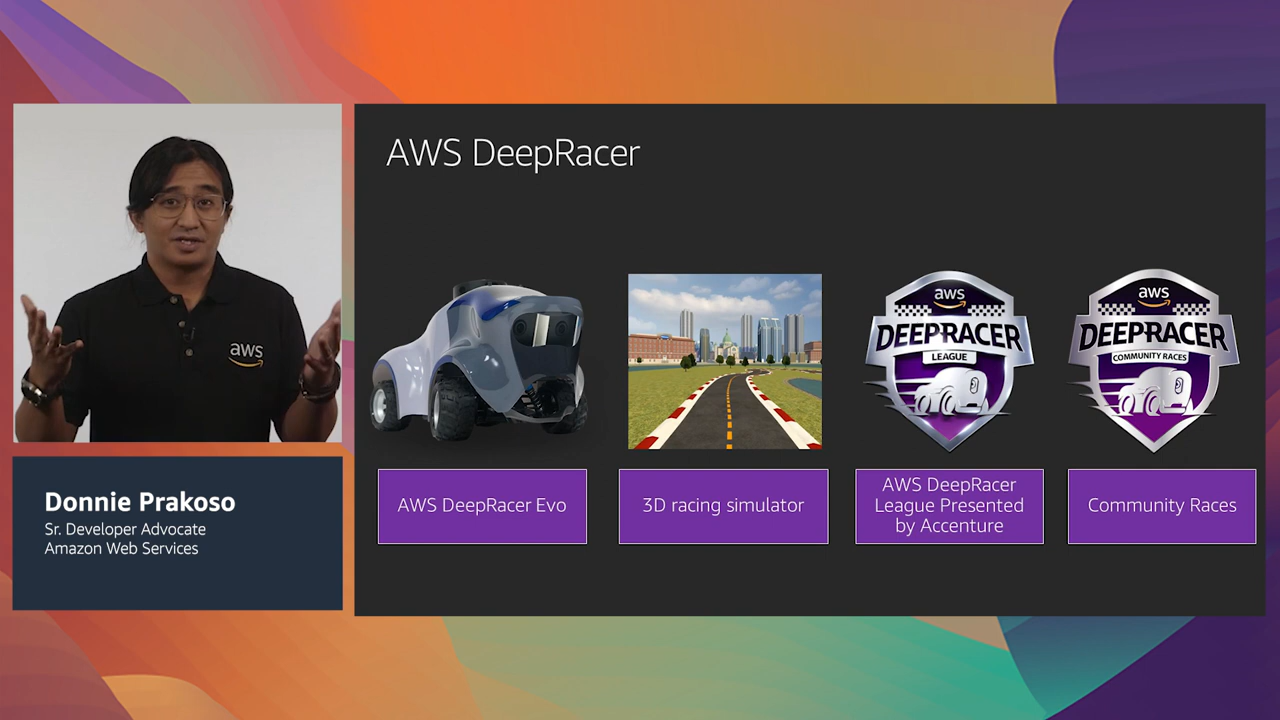 AWS DeepRacer
aws
Donnie Prakoso
Sr. Developer Advocate
Amazon Web Services
AWS DeepRacer Evo
3D racing simulator
aws
DEEPRACER
LEAGUE
AWS DeepRacer
League Presented
by Accenture
aws
DEEPRACER
COMMUNITY RACES
Community Races